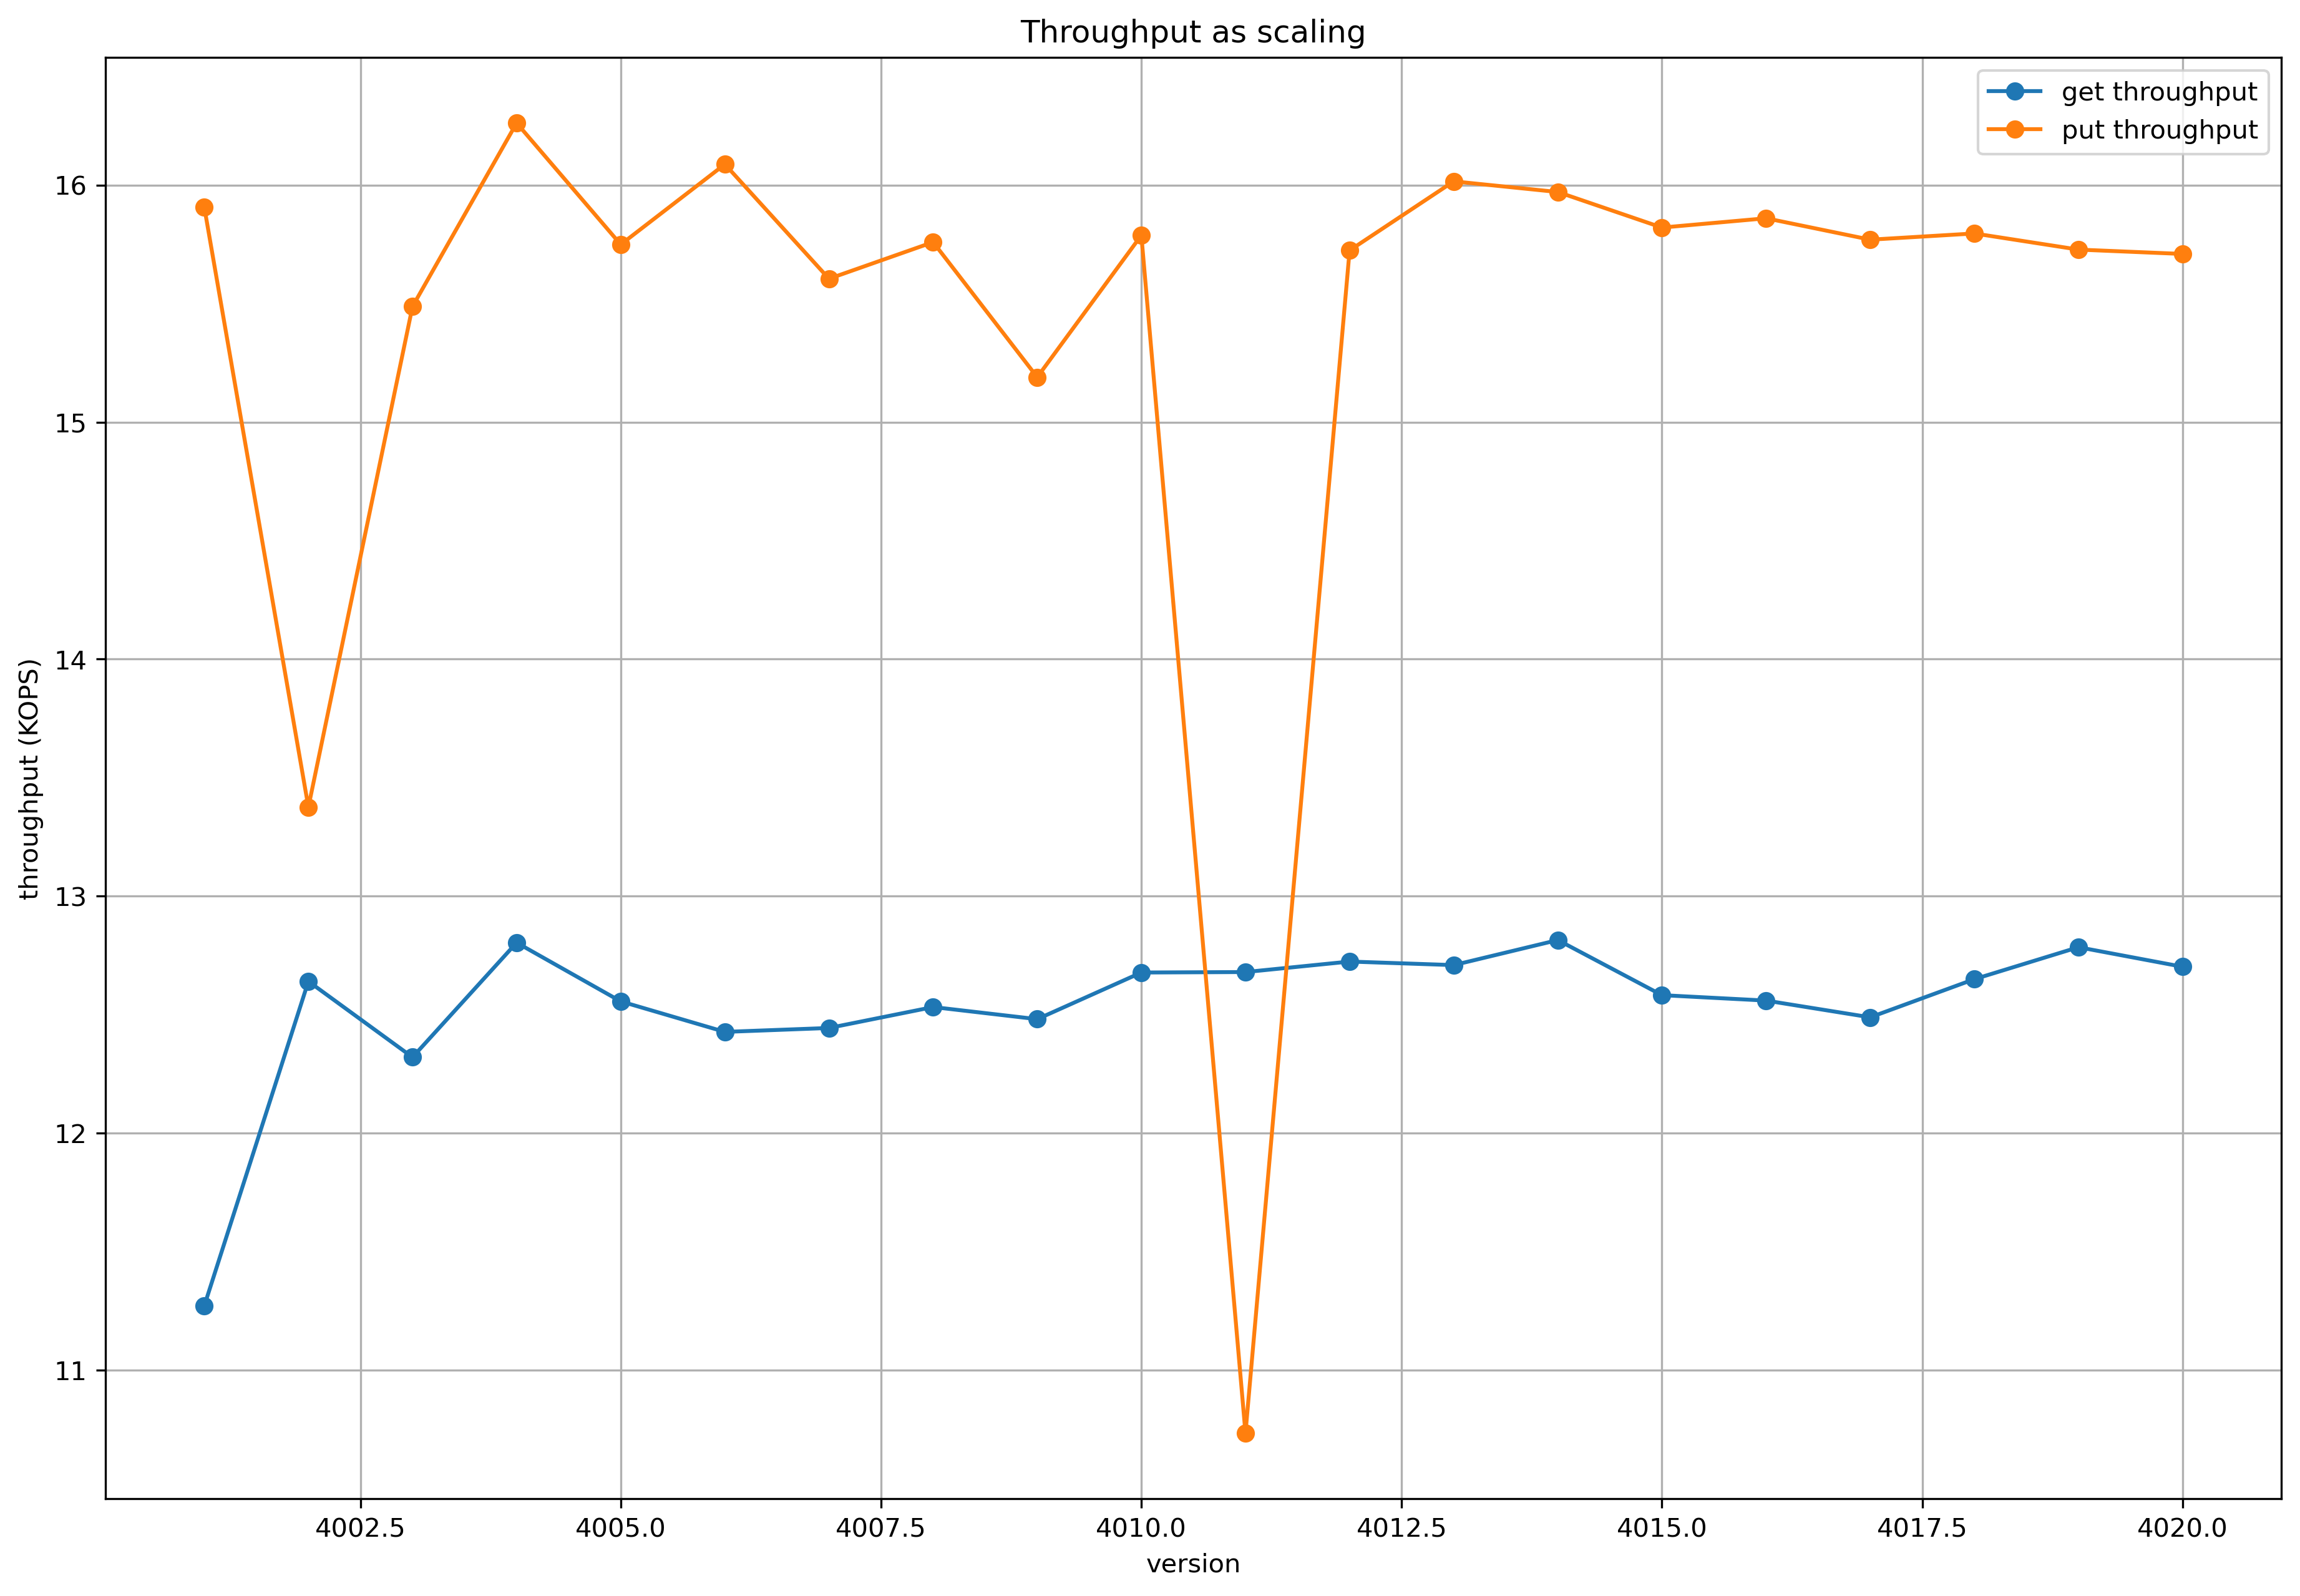 Throughput as scaling
get throughput
put throughput
16
15
14
13
12
11
throughput (KOPS)
4002.5 4005.0 4007.5 4010.0 4012.5 4015.0 4017.5 4020.0
version